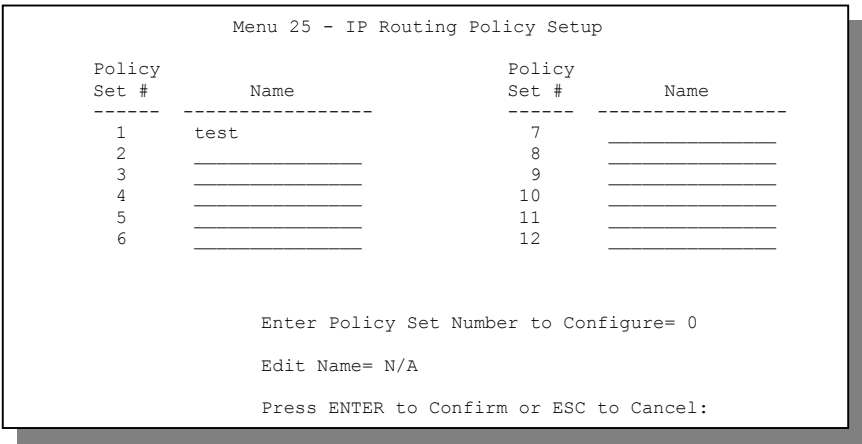 Menu 25 - IP Routing Policy Setup
Policy Policy
Set # Name Set # Name
------ ----------------- ------ -----------------
1 test 7 _______________
2 _______________ 8 _______________
3 _______________ 9 _______________
4 _______________ 10 _______________
5 _______________ 11 _______________
6 _______________ 12 _______________
Enter Policy Set Number to Configure= 0
Edit Name= N/A
Press ENTER to Confirm or ESC to Cancel: